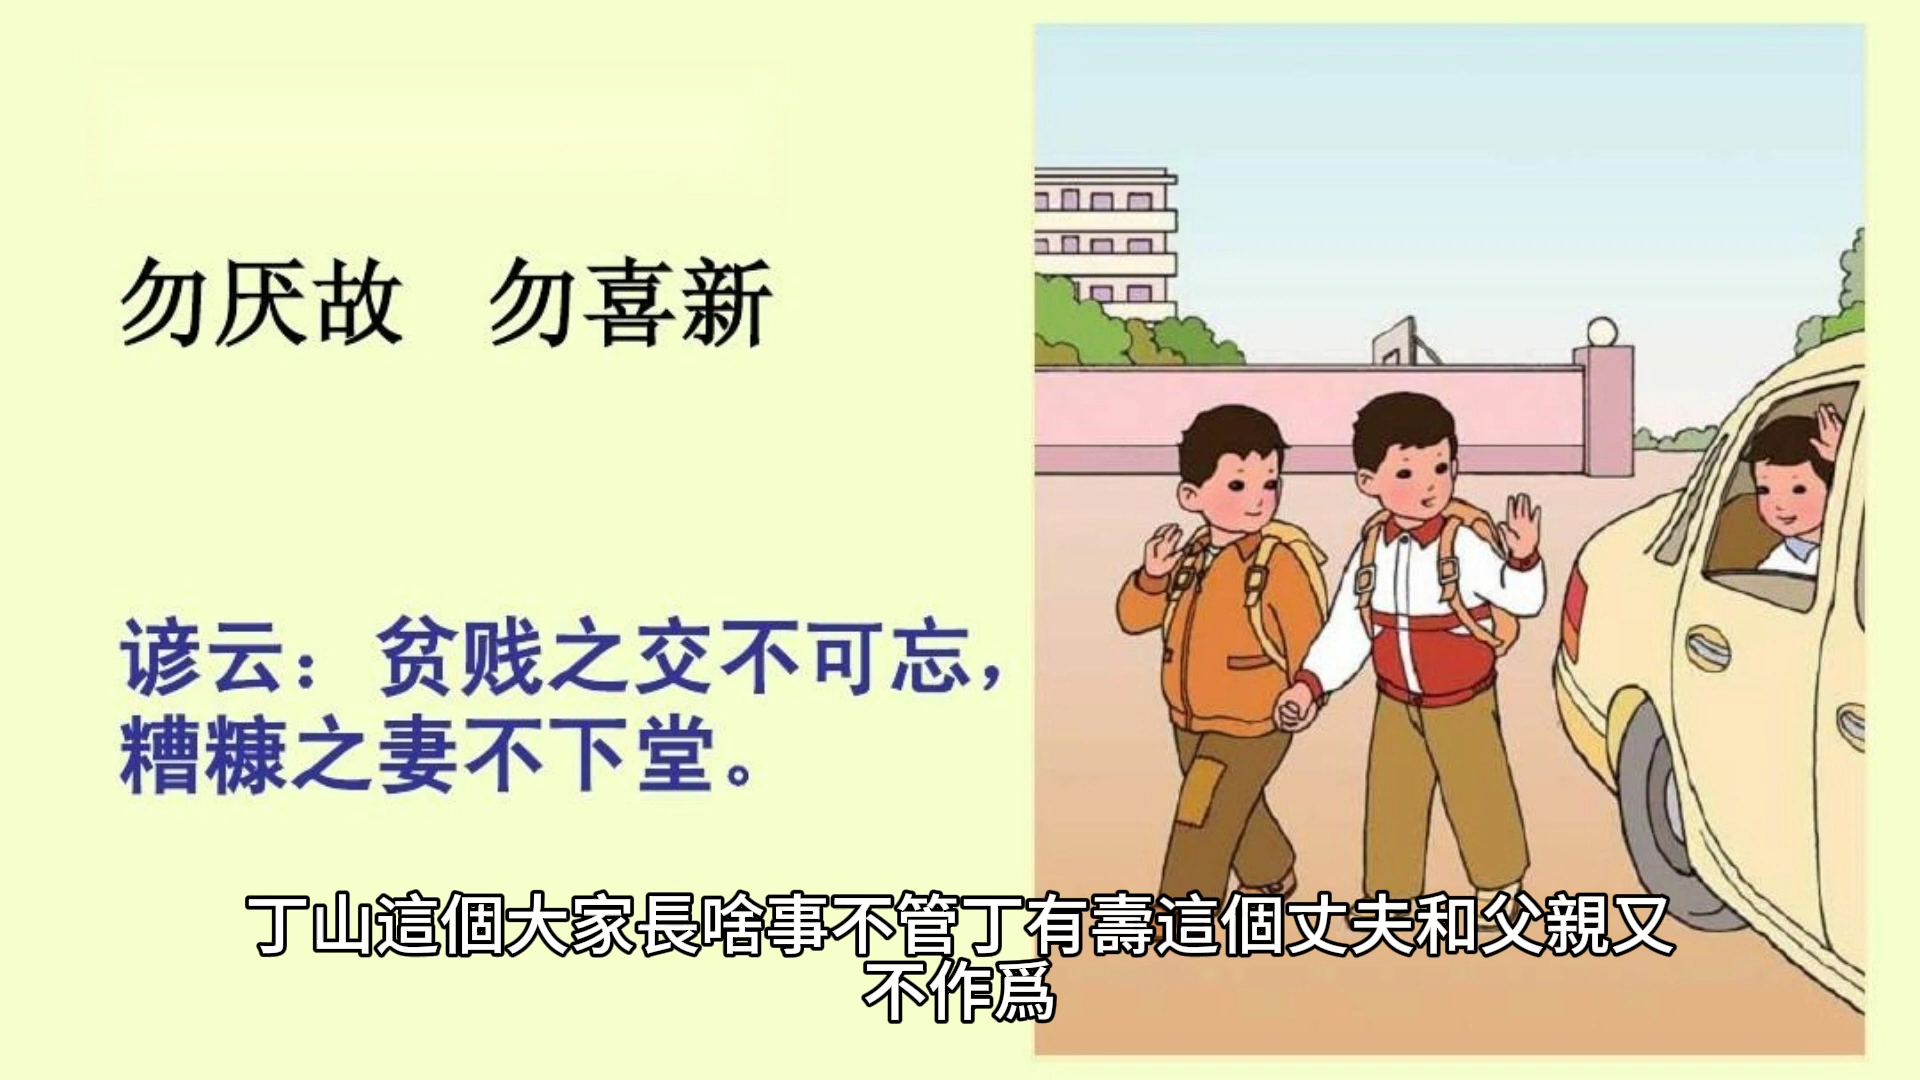 勿厌故 勿喜新
谚云：贫贱之交不可忘，
糟糠之妻不下堂。
丁山這個大家長啥事不管丁有壽這個丈夫和父親又
不作爲